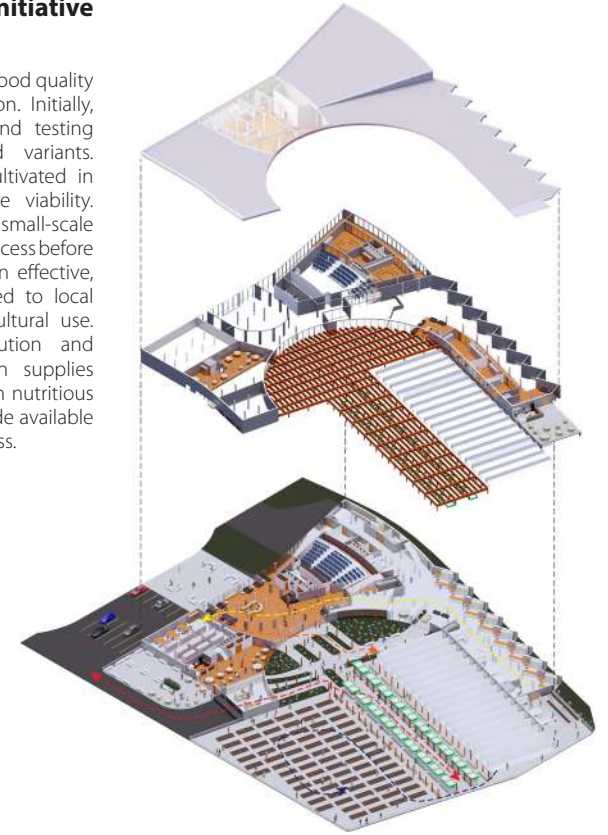 nitiative
ood quality
on. Initially,
nd testing
d variants.
ultivated in
e viability.
small-scale
cess before
n effective,
ed to local
ultural use.
ution and
n supplies
n nutritious
de available
ss.